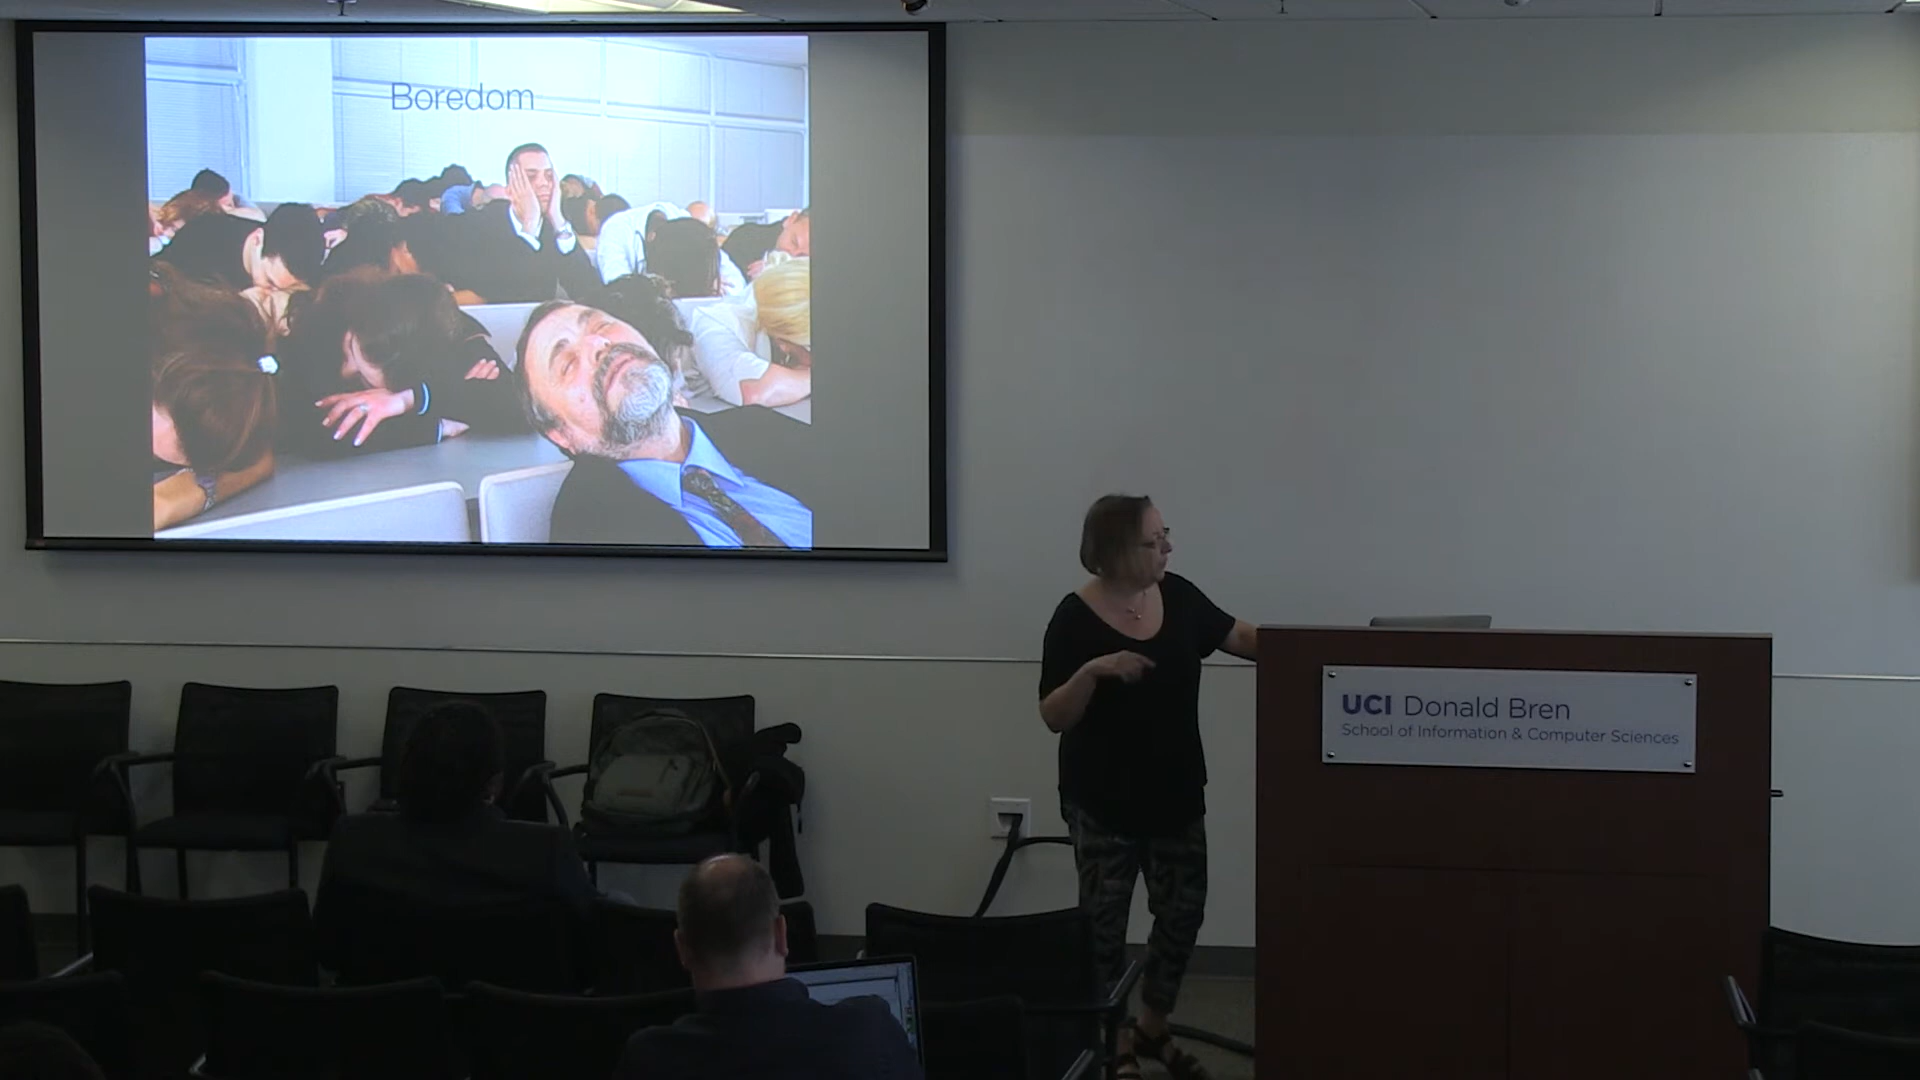 Boredom
UCI Donald Bren
School of Information & Computer Sciences